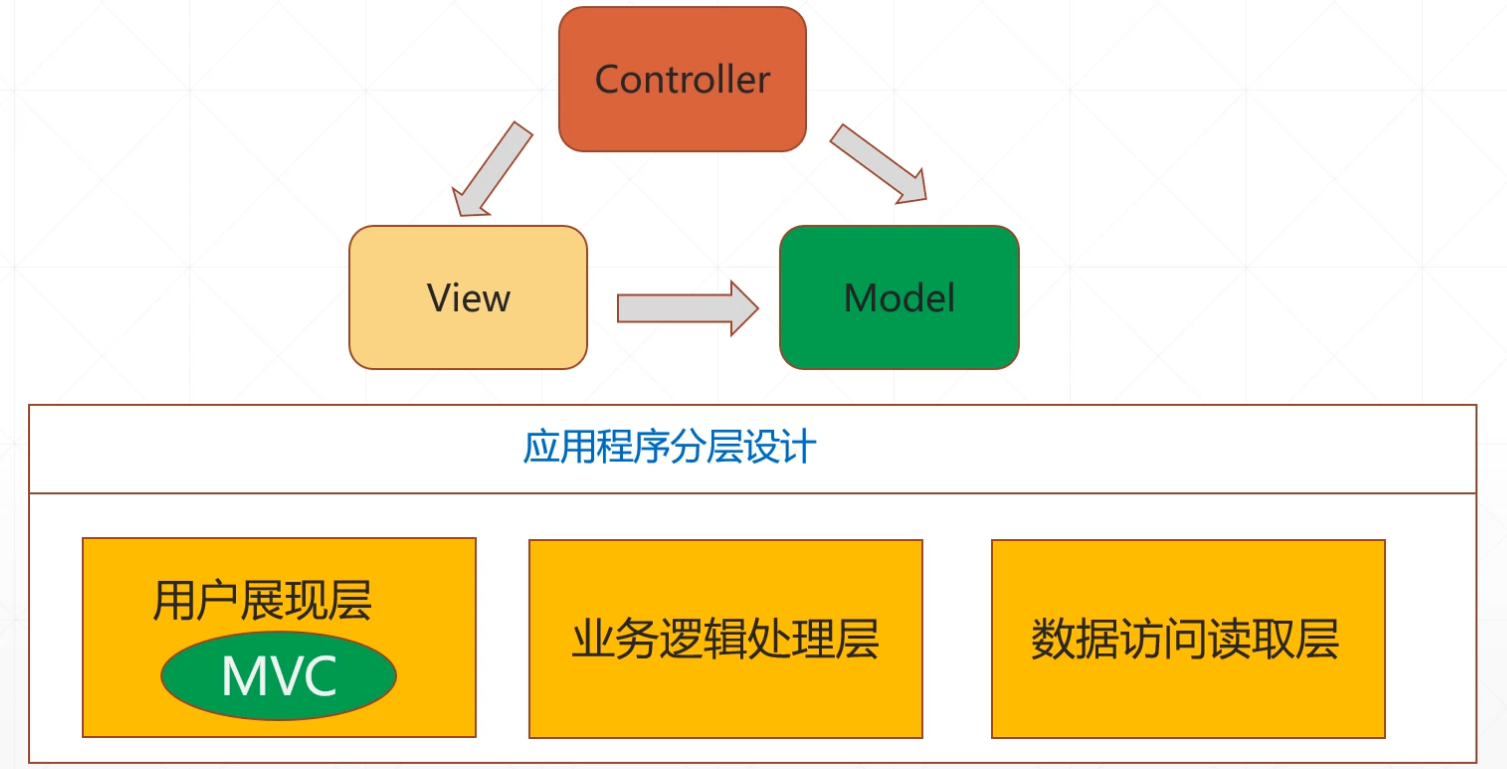 Controller
View
Model
应用程序分层设计
用户展现层
MVC
业务逻辑处理层
数据访问读取层